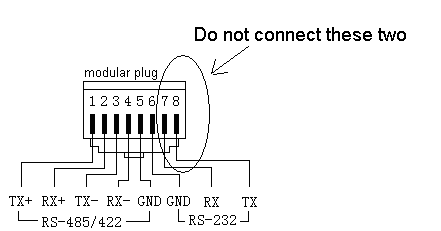 Do not connect these two
modular plug
1 2 3 4 5 6 7 8
TX+ RX+ TX- RX- GND GND RX TX
RS-485/422 RS-232